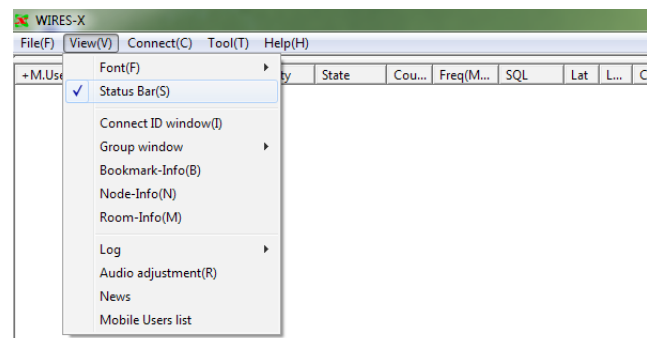 WIRES-X
File(F) View(V) Connect(C) Tool(T) Help(H)
+M.Use ty State Cou... Freq(M... SQL Lat L... C
Font(F)
Status Bar(S)
Connect ID window(I)
Group window
Bookmark-Info(B)
Node-Info(N)
Room-Info(M)
Log
Audio adjustment(R)
News
Mobile Users list